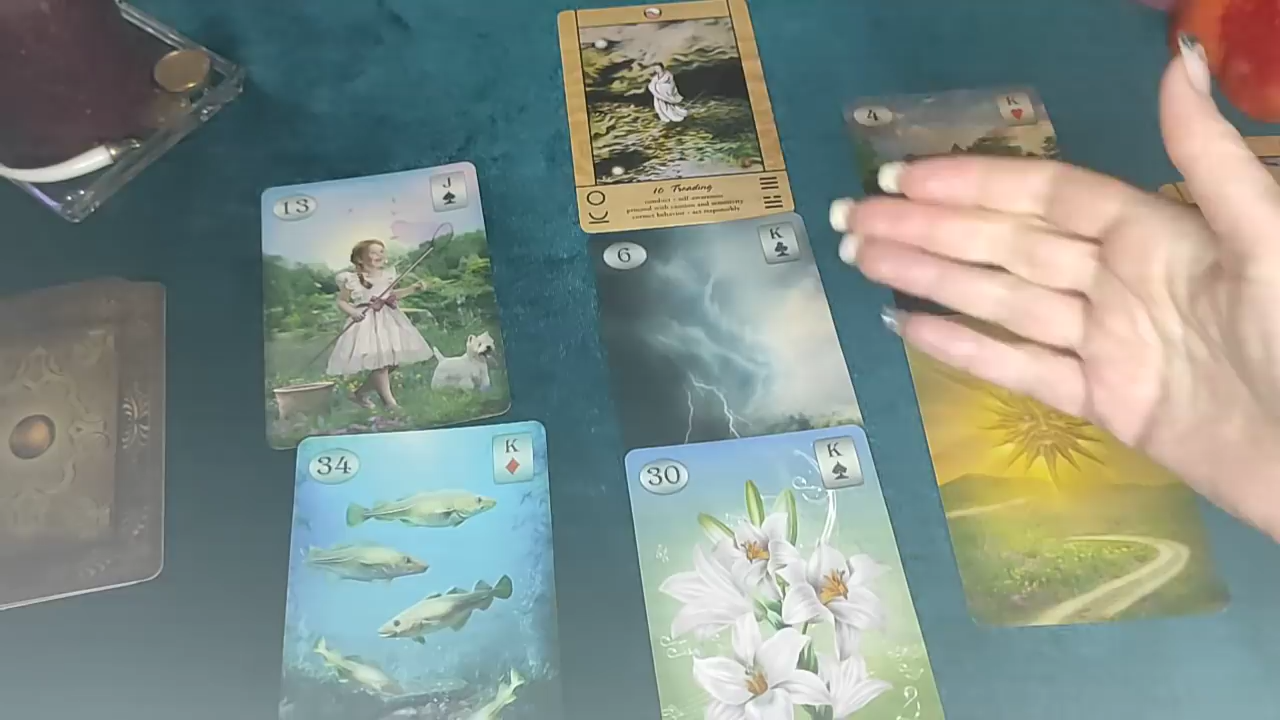 13
J
34
K
10 Treading
conduct - self-awareness
proceed with caution and sensitivity
correct behavior - act responsibly
6
K
30
K
4
K